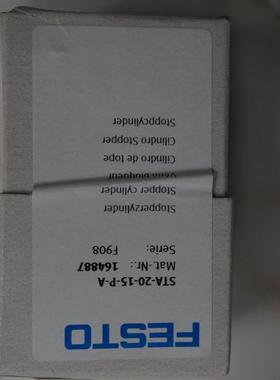 FESTO
STA-20-15-P-A
Mat.-Nr.: 164887
Serie: F908
Stopperzylinder
Stopper cylinder
Vérin bloqueur
Cilindro de tope
Cilindro Stopper
Stoppcylinder